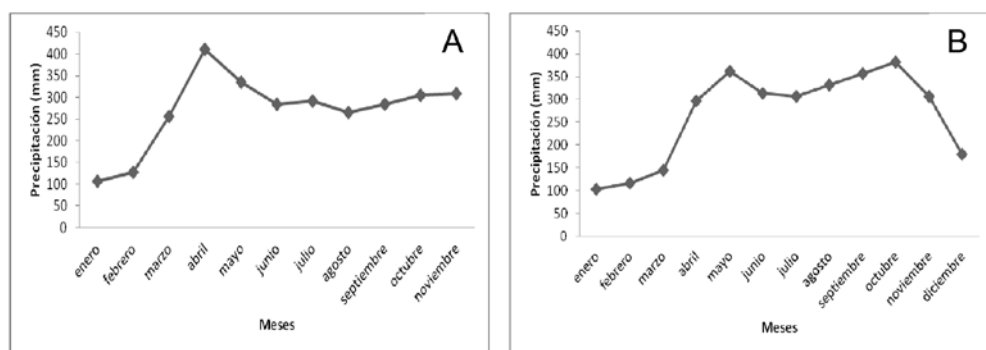 A
Precipitación (mm)
450
400
350
300
250
200
150
100
50
0
enero
febrero
marzo
abril
mayo
junio
julio
agosto
septiembre
octubre
noviembre
Meses
B
Precipitación (mm)
450
400
350
300
250
200
150
100
50
0
enero
febrero
marzo
abril
mayo
junio
julio
agosto
septiembre
octubre
noviembre
diciembre
Meses